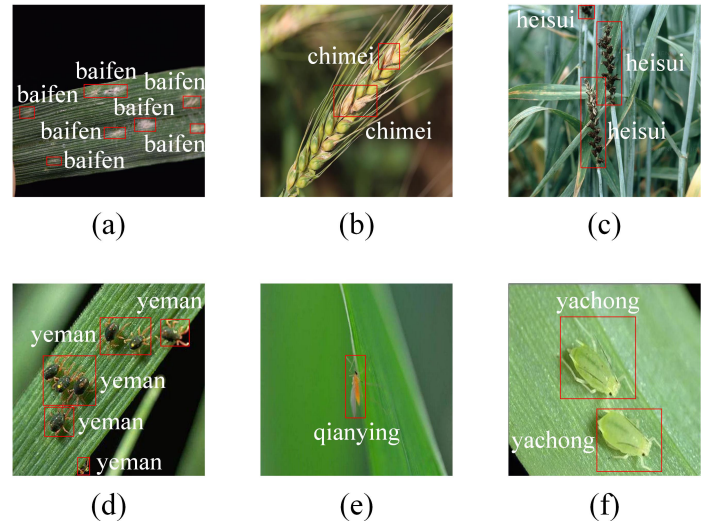 baifen
baifen
baifen
baifen
baifen
baifen
baifen
(a)
chimei
chimei
(b)
heisui
heisui
heisui
(c)
yeman
yeman
yeman
yeman
yeman
(d)
qianying
(e)
yachong
yachong
(f)